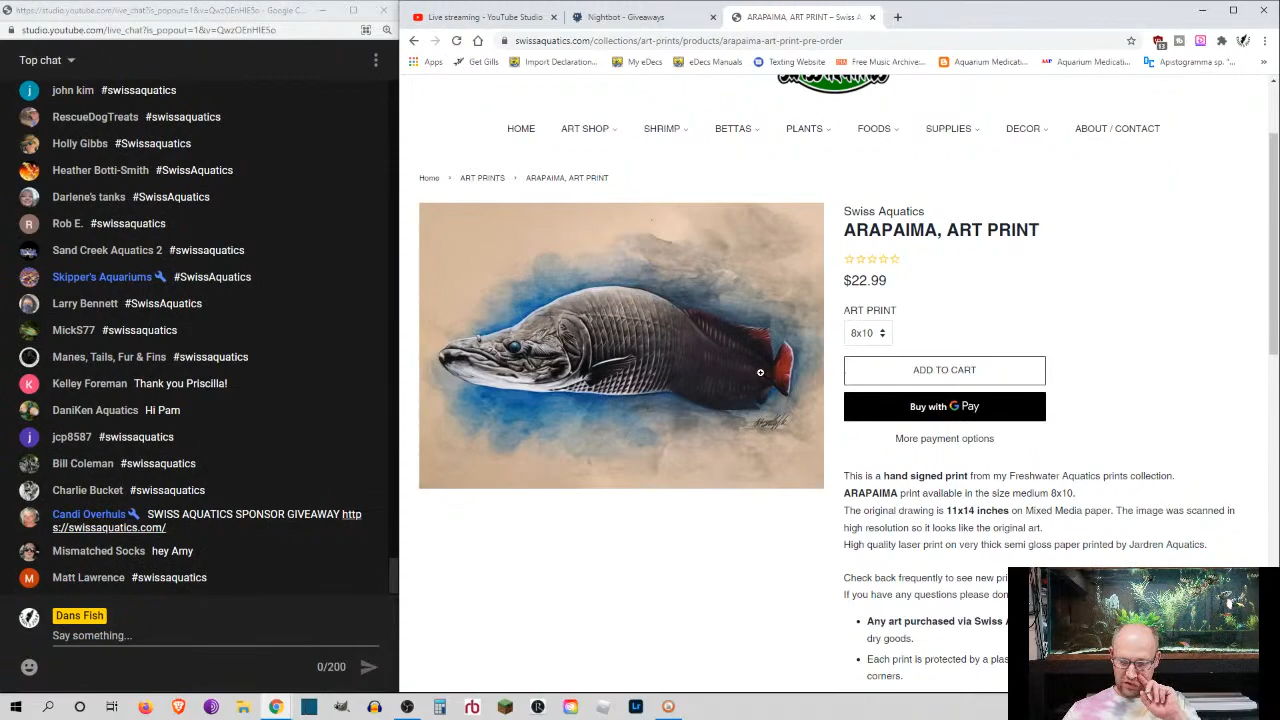 https://studio.youtube.com/live_chat?is_popout=1&v=QwzOEnHIE5o - Google C...
studio.youtube.com/live_chat?is_popout=1&v=QwzOEnHIE5o
Top chat
john kim #swissaquatics
RescueDogTreats #swissaquatics
Holly Gibbs #Swissaquatics
Heather Botti-Smith #SwissAquatics
Darlene's tanks #SwissAquatics
Rob E. #swissaquatics
Sand Creek Aquatics 2 #swissaquatics
Skipper's Aquariums #SwissAquatics
Larry Bennett #SwissAquatics
MickS77 #swissaquatics
Manes, Tails, Fur & Fins #swissaquatics
Kelley Foreman Thank you Priscilla!
DaniKen Aquatics Hi Pam
jcp8587 #swissaquatics
Bill Coleman #swissaquatics
Charlie Bucket #swissaquatics
Candi Overhuls SWISS AQUATICS SPONSOR GIVEAWAY http
s://swissaquatics.com/
Mismatched Socks hey Amy
Matt Lawrence #swissaquatics
Dans Fish
Say something...
0/200
Live streaming - YouTube Studio
Nightbot - Giveaways
ARAPAIMA, ART PRINT – Swiss A
swissaquatics.com/collections/art-prints/products/arapaima-art-print-pre-order
Apps
Get Gills
Import Declaration...
My eDecs
eDecs Manuals
Texting Website
Free Music Archive:...
Aquarium Medicati...
Aquarium Medicati...
Apistogramma sp. "...
HOME
ART SHOP
SHRIMP
BETTAS
PLANTS
FOODS
SUPPLIES
DECOR
ABOUT / CONTACT
Home › ART PRINTS › ARAPAIMA, ART PRINT
Swiss Aquatics
ARAPAIMA, ART PRINT
$22.99
ART PRINT
8x10
ADD TO CART
Buy with G Pay
More payment options
This is a hand signed print from my Freshwater Aquatics prints collection.
ARAPAIMA print available in the size medium 8x10.
The original drawing is 11x14 inches on Mixed Media paper. The image was scanned in
high resolution so it looks like the original art.
High quality laser print on very thick semi gloss paper printed by Jardren Aquatics.
Check back frequently to see new pri
If you have any questions please don
Any art purchased via Swiss A
dry goods.
Each print is protected by a plas
corners.